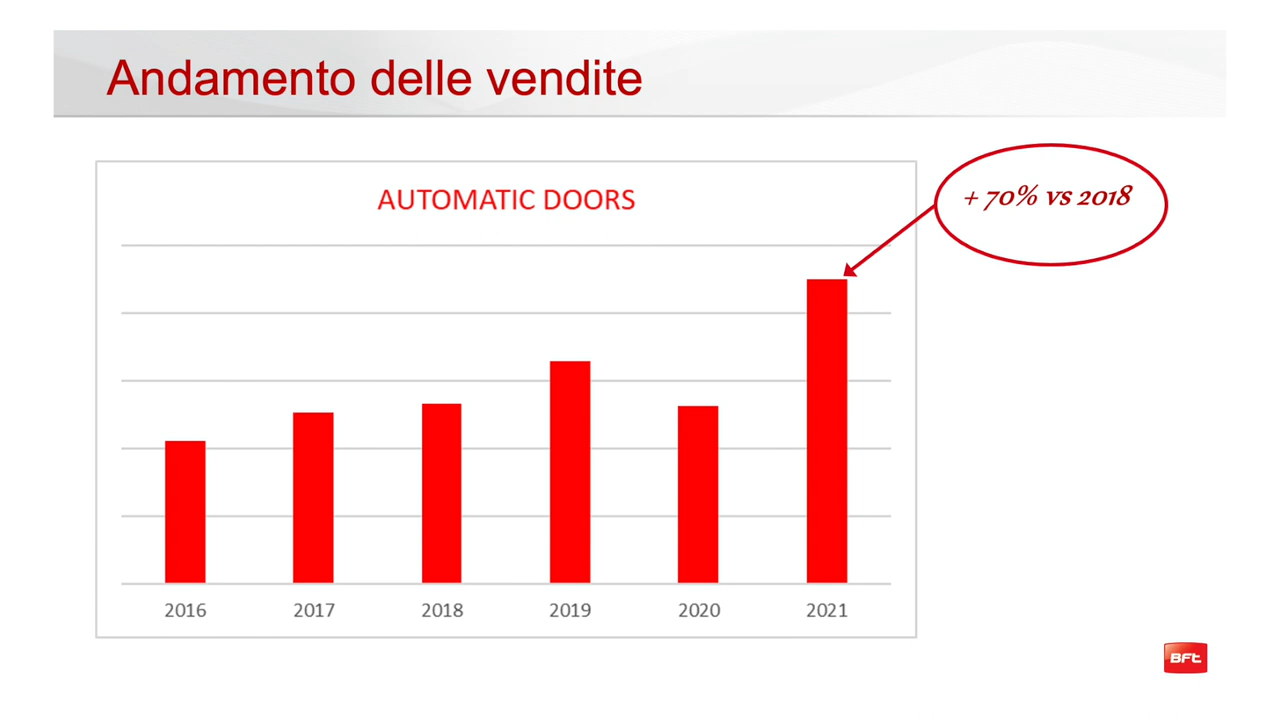 Andamento delle vendite
AUTOMATIC DOORS
+ 70% vs 2018
2016 2017 2018 2019 2020 2021
BFt